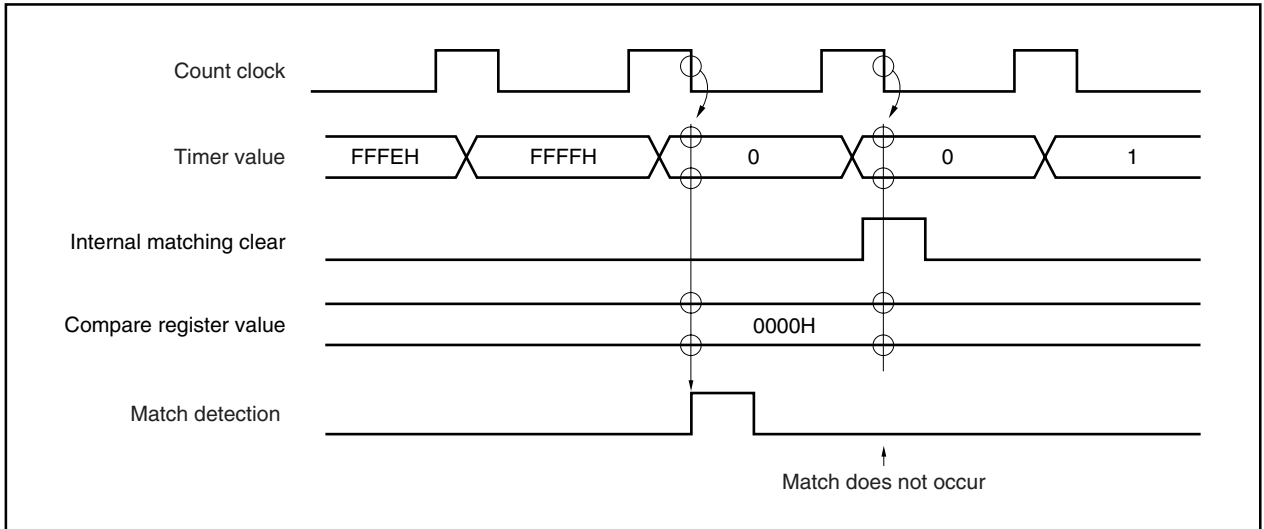 Count clock
Timer value
FFFEH
FFFFH
0
0
1
Internal matching clear
Compare register value
0000H
Match detection
Match does not occur